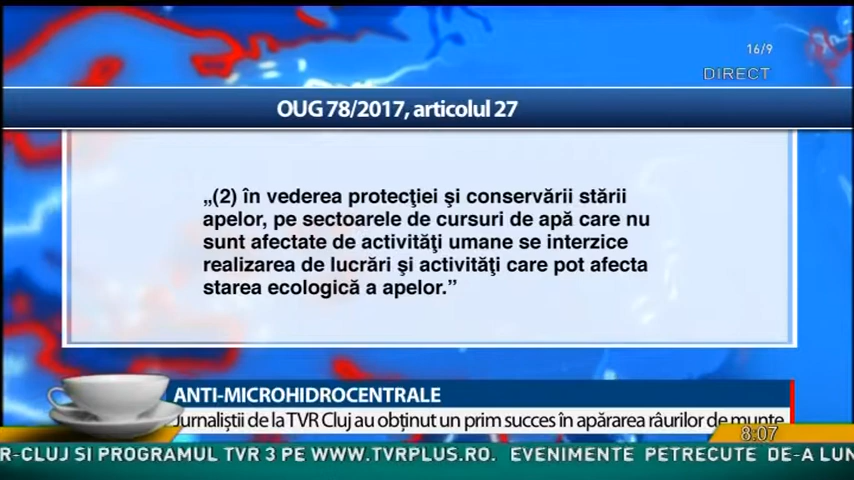 16/9
DIRECT
OUG 78/2017, articolul 27
„(2) în vederea protecţiei şi conservării stării
apelor, pe sectoarele de cursuri de apă care nu
sunt afectate de activităţi umane se interzice
realizarea de lucrări şi activităţi care pot afecta
starea ecologică a apelor.”
ANTI-MICROHIDROCENTRALE
Jurnaliștii de la TVR Cluj au obținut un prim succes în apărarea râurilor de munte
8:07
R-CLUJ SI PROGRAMUL TVR 3 PE WWW.TVRPLUS.RO. EVENIMENTE PETRECUTE DE-A LUN